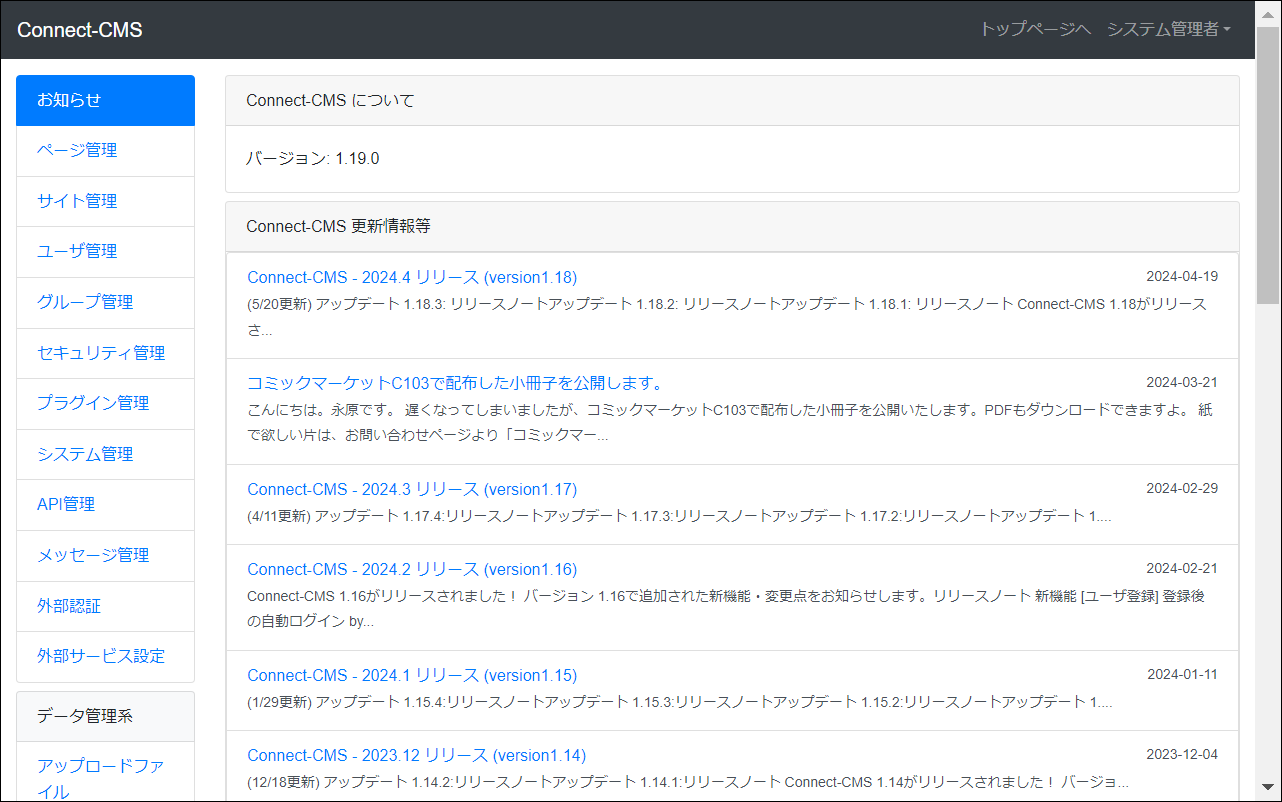 Connect-CMS
トップページへ システム管理者
お知らせ
ページ管理
サイト管理
ユーザ管理
グループ管理
セキュリティ管理
プラグイン管理
システム管理
API管理
メッセージ管理
外部認証
外部サービス設定
データ管理系
アップロードファ
イル
Connect-CMS について
バージョン: 1.19.0
Connect-CMS 更新情報等
Connect-CMS - 2024.4 リリース (version1.18) 2024-04-19
(5/20更新) アップデート 1.18.3: リリースノートアップデート 1.18.2: リリースノートアップデート 1.18.1: リリースノート Connect-CMS 1.18がリリース
さ...
コミックマーケットC103で配布した小冊子を公開します。 2024-03-21
こんにちは。永原です。 遅くなってしまいましたが、コミックマーケットC103で配布した小冊子を公開いたします。PDFもダウンロードできますよ。 紙
で欲しい片は、お問い合わせページより「コミックマー...
Connect-CMS - 2024.3 リリース (version1.17) 2024-02-29
(4/11更新) アップデート 1.17.4:リリースノートアップデート 1.17.3:リリースノートアップデート 1.17.2:リリースノートアップデート 1....
Connect-CMS - 2024.2 リリース (version1.16) 2024-02-21
Connect-CMS 1.16がリリースされました！ バージョン 1.16で追加された新機能・変更点をお知らせします。リリースノート 新機能 [ユーザ登録] 登録後
の自動ログイン by...
Connect-CMS - 2024.1 リリース (version1.15) 2024-01-11
(1/29更新) アップデート 1.15.4:リリースノートアップデート 1.15.3:リリースノートアップデート 1.15.2:リリースノートアップデート 1....
Connect-CMS - 2023.12 リリース (version1.14) 2023-12-04
(12/18更新) アップデート 1.14.2:リリースノートアップデート 1.14.1:リリースノート Connect-CMS 1.14がリリースされました！ バージョ...